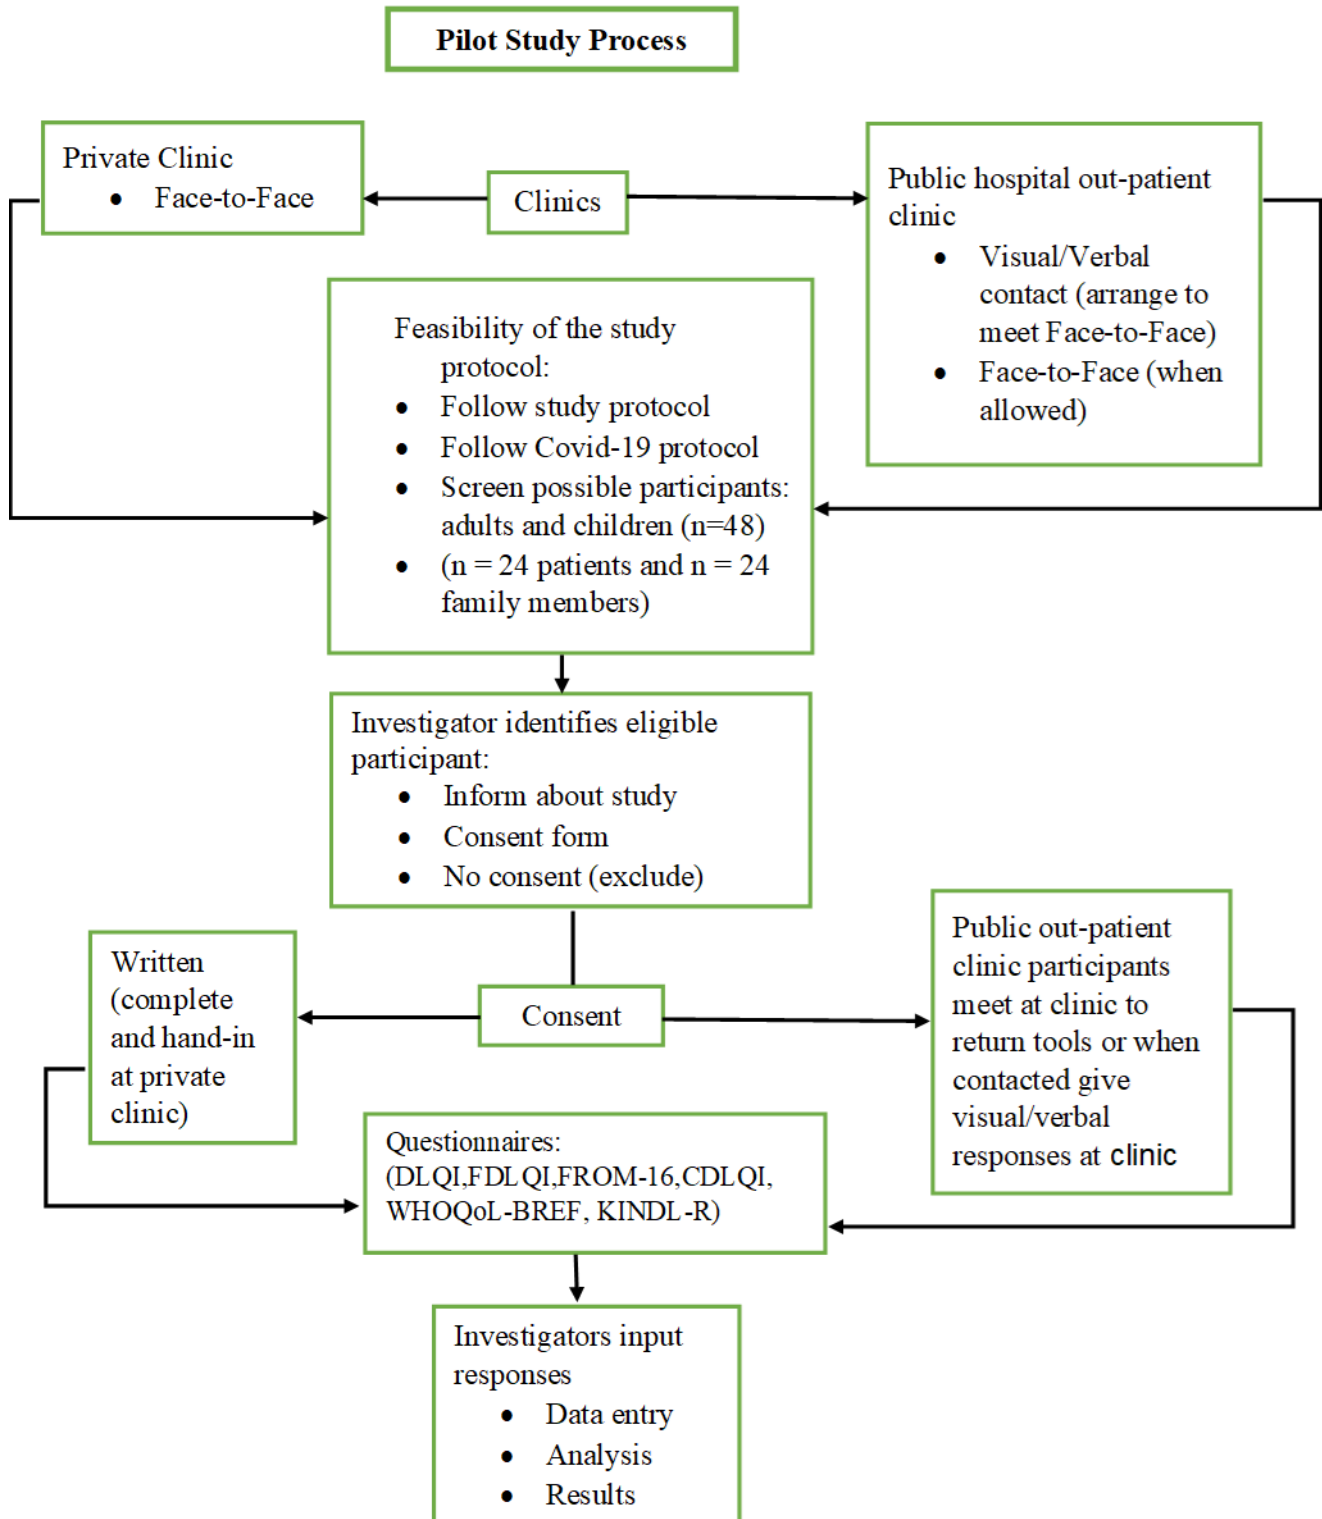 Pilot Study Process
Private Clinic
• Face-to-Face
Clinics
Public hospital out-patient
clinic
• Visual/Verbal
contact (arrange to
meet Face-to-Face)
• Face-to-Face (when
allowed)
Feasibility of the study
protocol:
• Follow study protocol
• Follow Covid-19 protocol
• Screen possible participants:
adults and children (n=48)
• (n = 24 patients and n = 24
family members)
Investigator identifies eligible
participant:
• Inform about study
• Consent form
• No consent (exclude)
Written
(complete
and hand-in
at private
clinic)
Consent
Public out-patient
clinic participants
meet at clinic to
return tools or when
contacted give
visual/verbal
responses at clinic
Questionnaires:
(DLQI,FDLQI,FROM-16,CDLQI,
WHOQoL-BREF, KINDL-R)
Investigators input
responses
• Data entry
• Analysis
• Results